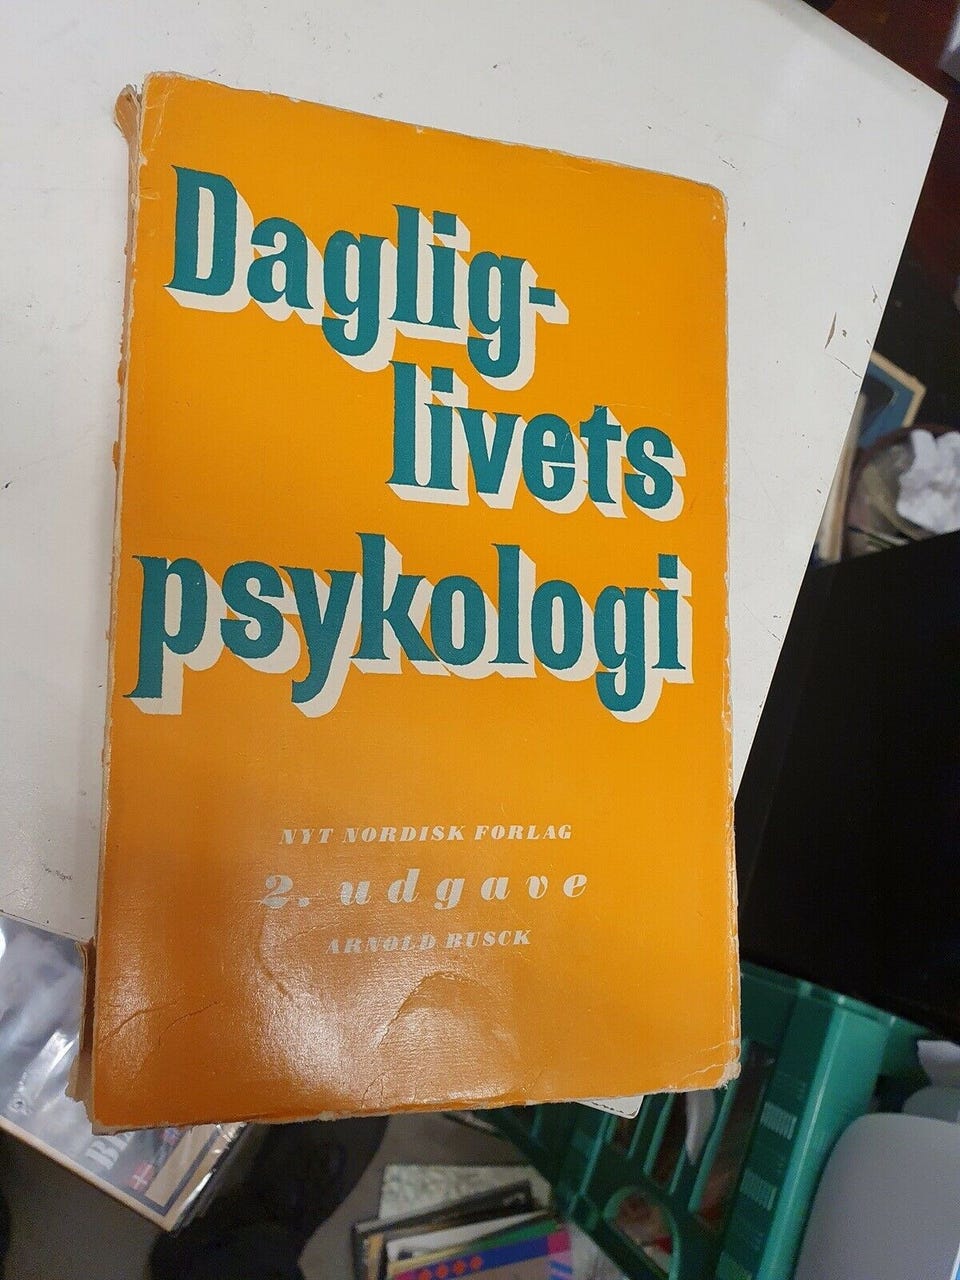 Daglig-
livets
psykologi
NYT NORDISK FORLAG
2. udgave
ARNOLD BUSCK